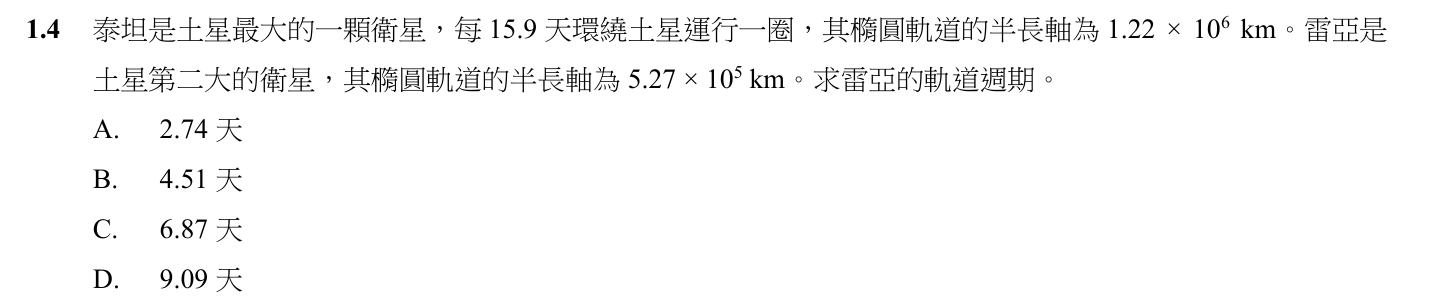 1.4 泰坦是土星最大的一顆衛星，每 15.9 天環繞土星運行一圈，其橢圓軌道的半長軸為 1.22 × 10⁶ km。雷亞是
土星第二大的衛星，其橢圓軌道的半長軸為 5.27 × 10⁵ km。求雷亞的軌道週期。
A. 2.74 天
B. 4.51 天
C. 6.87 天
D. 9.09 天